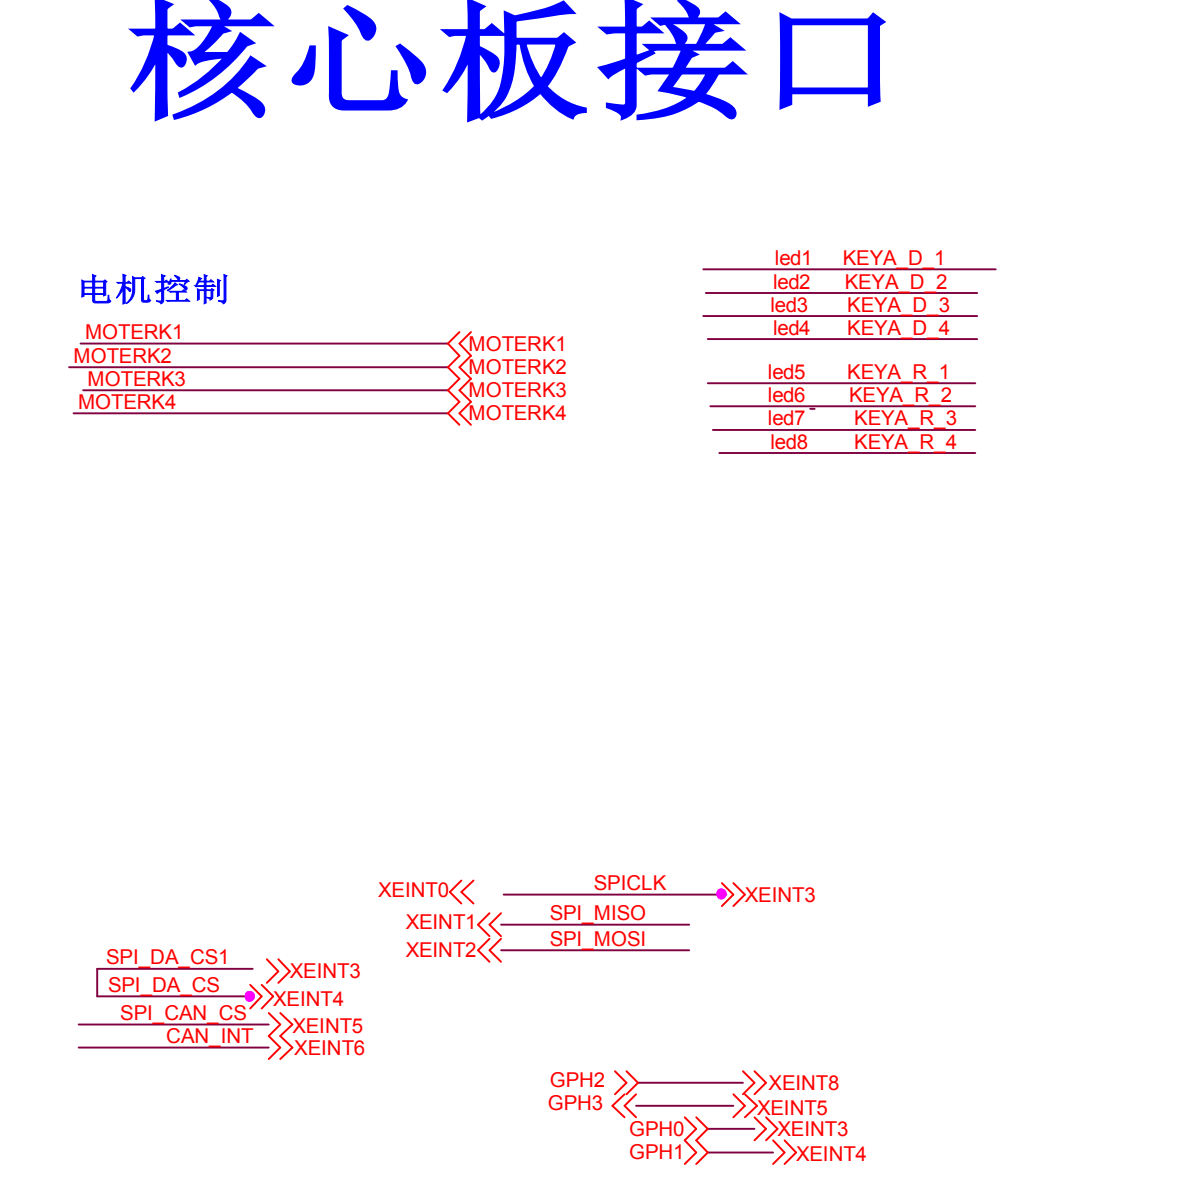 核心板接口
电机控制
MOTERK1 MOTERK1
MOTERK2 MOTERK2
MOTERK3 MOTERK3
MOTERK4 MOTERK4
led1 KEYA_D_1
led2 KEYA_D_2
led3 KEYA_D_3
led4 KEYA_D_4
led5 KEYA_R_1
led6 KEYA_R_2
led7 KEYA_R_3
led8 KEYA_R_4
XEINT0 SPICLK XEINT3
XEINT1 SPI_MISO
XEINT2 SPI_MOSI
SPI_DA_CS1 XEINT3
SPI_DA_CS XEINT4
SPI_CAN_CS XEINT5
CAN_INT XEINT6
GPH2 XEINT8
GPH3 XEINT5
GPH0 XEINT3
GPH1 XEINT4